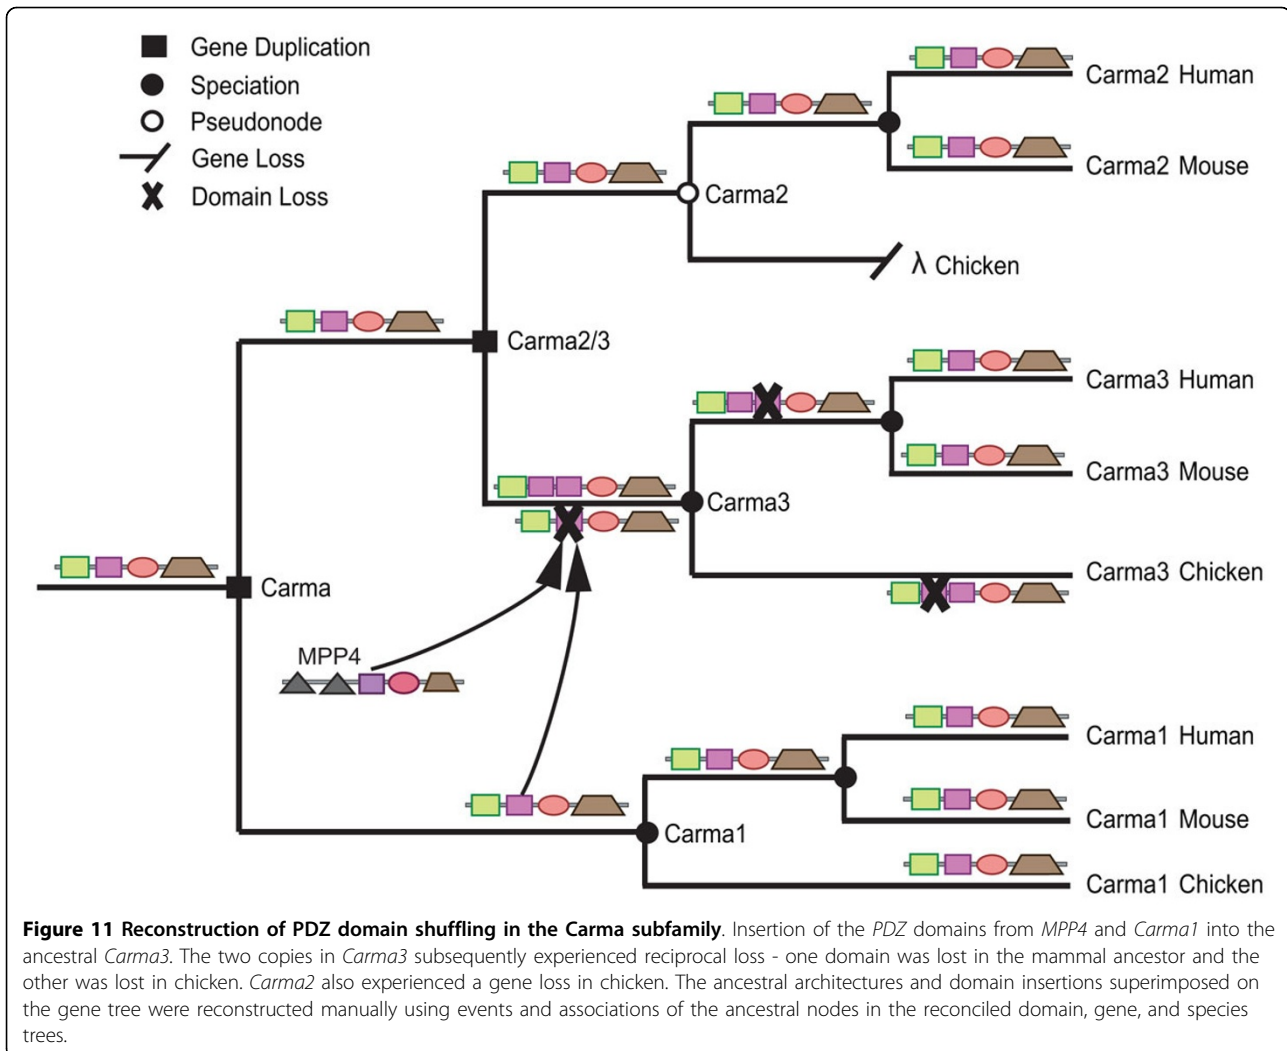 Gene Duplication
Speciation
Pseudonode
Gene Loss
Domain Loss
Carma2 Human
Carma2 Mouse
Carma2
λ Chicken
Carma2/3
Carma3 Human
Carma3 Mouse
Carma3
Carma3 Chicken
Carma
MPP4
Carma1 Human
Carma1 Mouse
Carma1
Carma1 Chicken
Figure 11 Reconstruction of PDZ domain shuffling in the Carma subfamily. Insertion of the PDZ domains from MPP4 and Carma1 into the
ancestral Carma3. The two copies in Carma3 subsequently experienced reciprocal loss - one domain was lost in the mammal ancestor and the
other was lost in chicken. Carma2 also experienced a gene loss in chicken. The ancestral architectures and domain insertions superimposed on
the gene tree were reconstructed manually using events and associations of the ancestral nodes in the reconciled domain, gene, and species
trees.